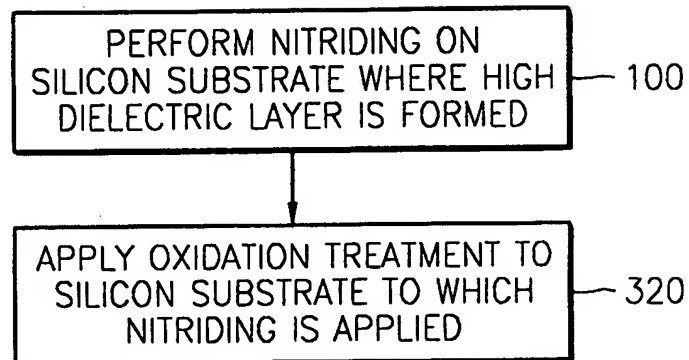 PERFORM NITRIDING ON
SILICON SUBSTRATE WHERE HIGH
DIELECTRIC LAYER IS FORMED
100
APPLY OXIDATION TREATMENT TO
SILICON SUBSTRATE TO WHICH
NITRIDING IS APPLIED
320